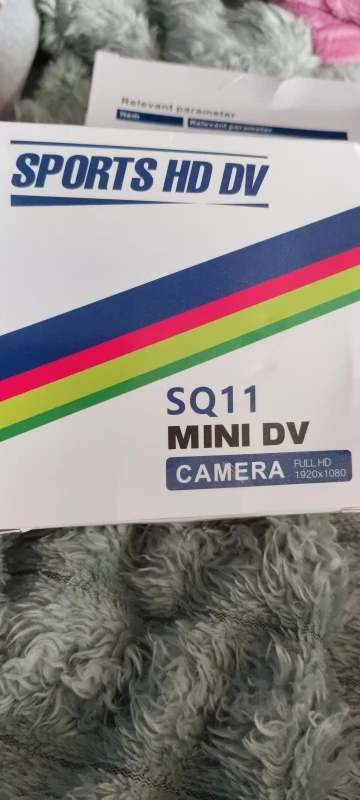 Relevant parameter
Item Relevant parameter
SPORTS HD DV
SQ11
MINI DV
CAMERA FULL HD
1920x1080